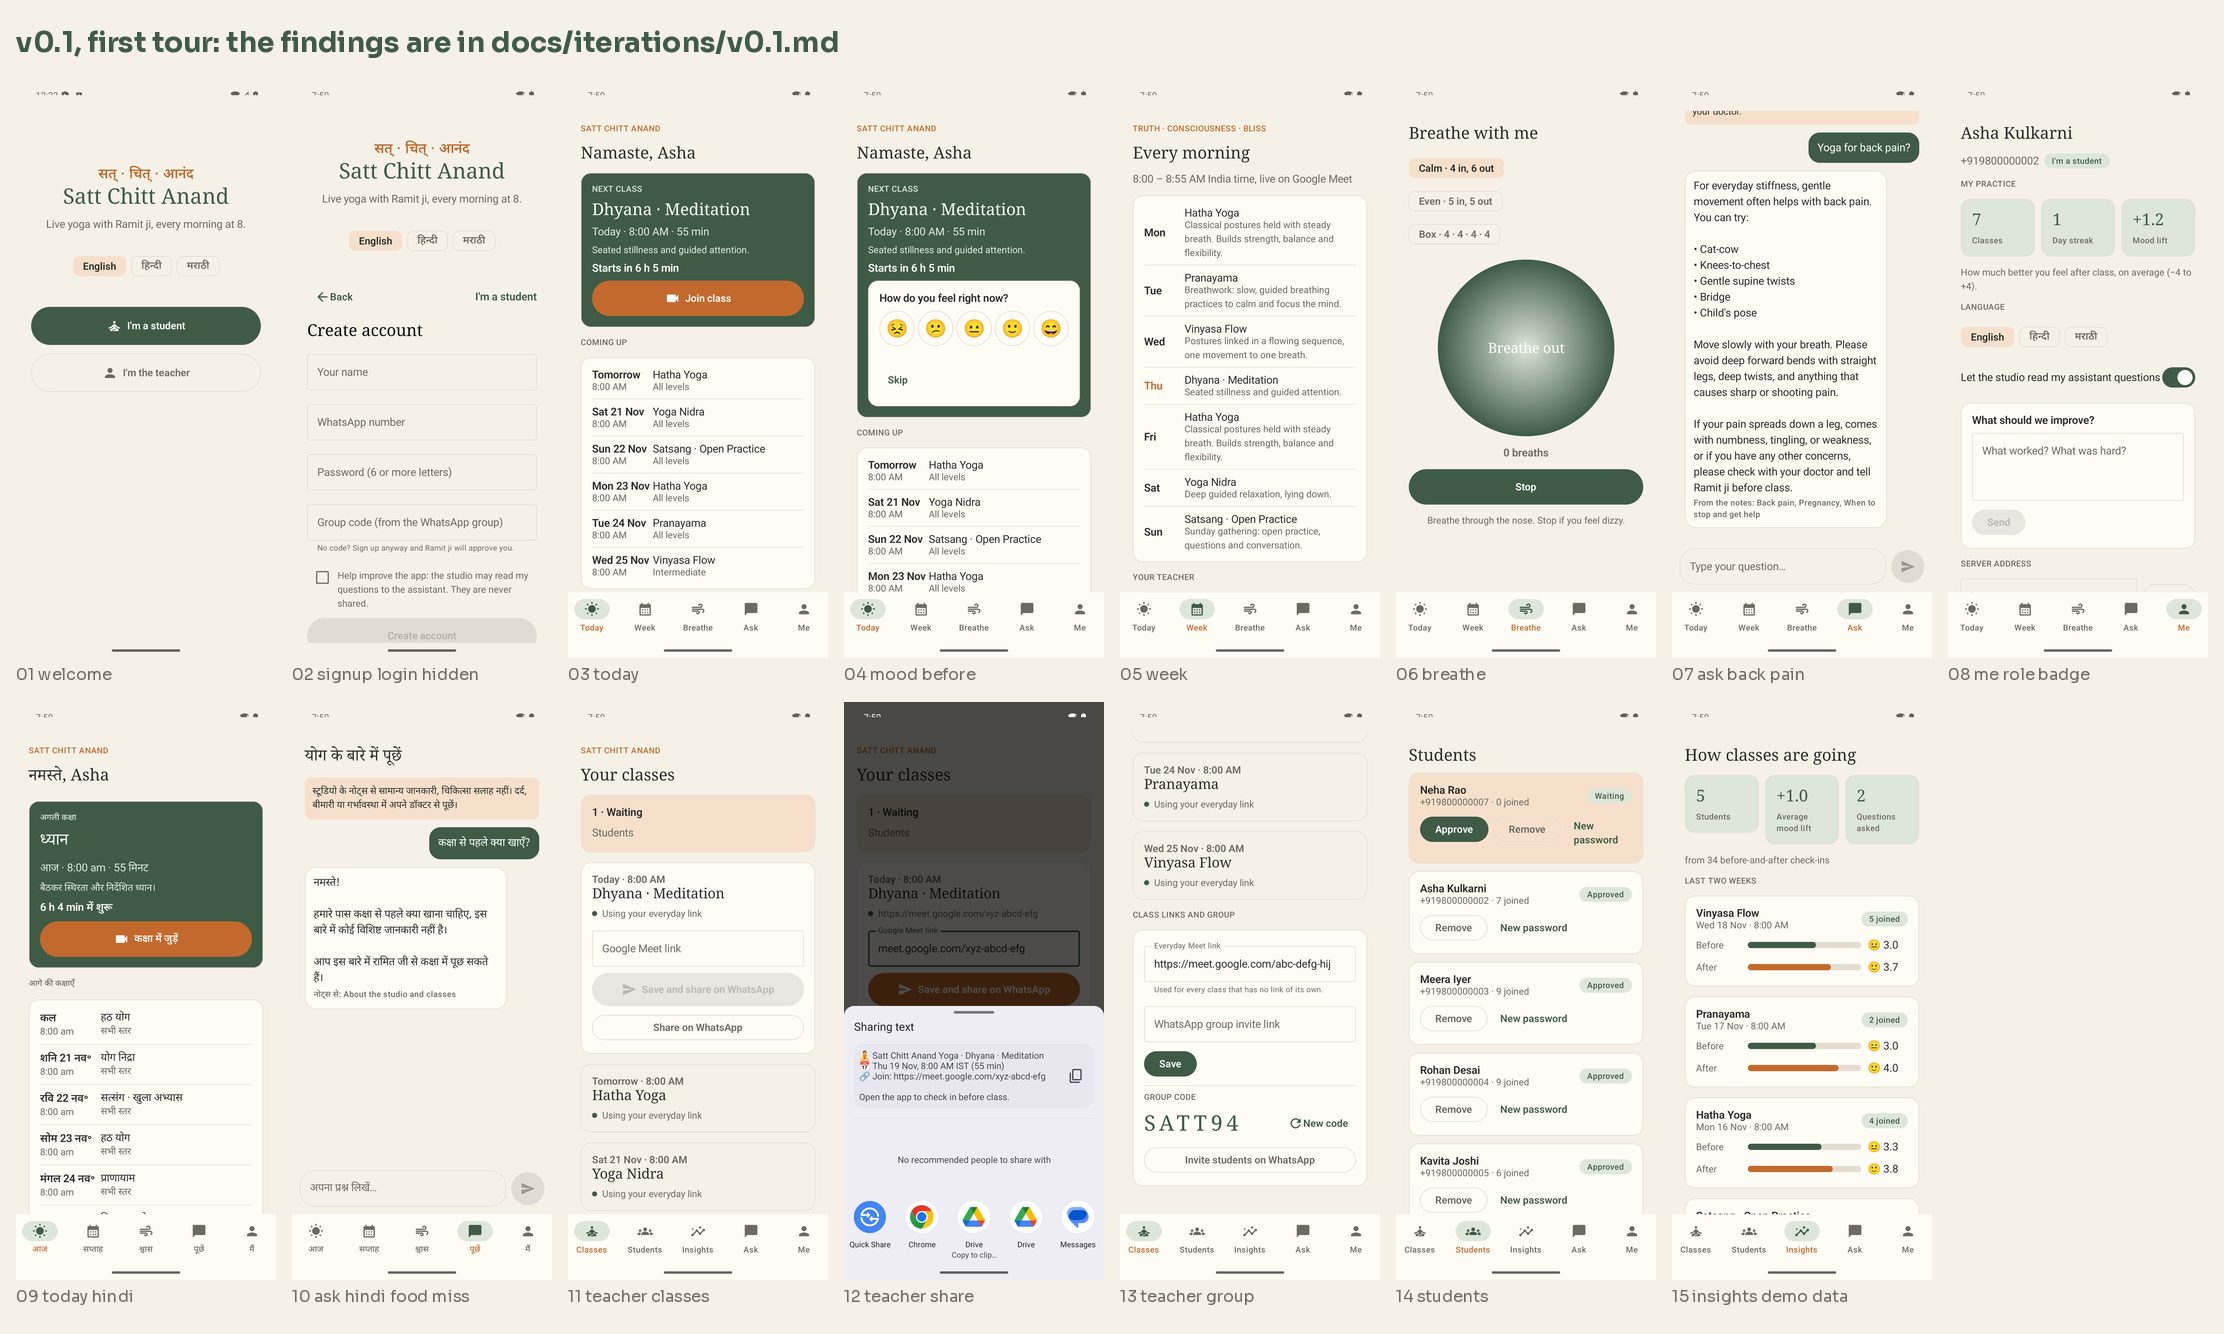 v0.1, first tour: the findings are in docs/iterations/v0.1.md
सत् · चित् · आनंद
Satt Chitt Anand
Live yoga with Ramit ji, every morning at 8.
English
हिन्दी
मराठी
I'm a student
I'm the teacher
01 welcome
सत् · चित् · आनंद
Satt Chitt Anand
Live yoga with Ramit ji, every morning at 8.
English
हिन्दी
मराठी
Back
I'm a student
Create account
Your name
WhatsApp number
Password (6 or more letters)
Group code (from the WhatsApp group)
No code? Sign up anyway and Ramit ji will approve you.
Help improve the app: the studio may read my
questions to the assistant. They are never
shared.
Create account
02 signup login hidden
SATT CHITT ANAND
Namaste, Asha
NEXT CLASS
Dhyana · Meditation
Today · 8:00 AM · 55 min
Seated stillness and guided attention.
Starts in 6 h 5 min
Join class
COMING UP
Tomorrow Hatha Yoga
8:00 AM All levels
Sat 21 Nov Yoga Nidra
8:00 AM All levels
Sun 22 Nov Satsang · Open Practice
8:00 AM All levels
Mon 23 Nov Hatha Yoga
8:00 AM All levels
Tue 24 Nov Pranayama
8:00 AM All levels
Wed 25 Nov Vinyasa Flow
8:00 AM Intermediate
Today Week Breathe Ask Me
03 today
SATT CHITT ANAND
Namaste, Asha
NEXT CLASS
Dhyana · Meditation
Today · 8:00 AM · 55 min
Seated stillness and guided attention.
Starts in 6 h 5 min
How do you feel right now?
Skip
COMING UP
Tomorrow Hatha Yoga
8:00 AM All levels
Sat 21 Nov Yoga Nidra
8:00 AM All levels
Sun 22 Nov Satsang · Open Practice
8:00 AM All levels
Mon 23 Nov Hatha Yoga
8:00 AM All levels
Today Week Breathe Ask Me
04 mood before
TRUTH · CONSCIOUSNESS · BLISS
Every morning
8:00 – 8:55 AM India time, live on Google Meet
Mon
Hatha Yoga
Classical postures held with steady
breath. Builds strength, balance and
flexibility.
Tue
Pranayama
Breathwork: slow, guided breathing
practices to calm and focus the mind.
Wed
Vinyasa Flow
Postures linked in a flowing sequence,
one movement to one breath.
Thu
Dhyana · Meditation
Seated stillness and guided attention.
Fri
Hatha Yoga
Classical postures held with steady
breath. Builds strength, balance and
flexibility.
Sat
Yoga Nidra
Deep guided relaxation, lying down.
Sun
Satsang · Open Practice
Sunday gathering: open practice,
questions and conversation.
YOUR TEACHER
Today Week Breathe Ask Me
05 week
Breathe with me
Calm · 4 in, 6 out
Even · 5 in, 5 out
Box · 4 · 4 · 4 · 4
Breathe out
0 breaths
Stop
Breathe through the nose. Stop if you feel dizzy.
Today Week Breathe Ask Me
06 breathe
your doctor.
Yoga for back pain?
For everyday stiffness, gentle
movement often helps with back pain.
You can try:
• Cat-cow
• Knees-to-chest
• Gentle supine twists
• Bridge
• Child's pose
Move slowly with your breath. Please
avoid deep forward bends with straight
legs, deep twists, and anything that
causes sharp or shooting pain.
If your pain spreads down a leg, comes
with numbness, tingling, or weakness,
or if you have any other concerns,
please check with your doctor and tell
Ramit ji before class.
From the notes: Back pain, Pregnancy, When to
stop and get help
Type your question...
Today Week Breathe Ask Me
07 ask back pain
Asha Kulkarni
+919800000002 I'm a student
MY PRACTICE
7 1 +1.2
Classes Day streak Mood lift
How much better you feel after class, on average (−4 to
+4).
LANGUAGE
English
हिन्दी
मराठी
Let the studio read my assistant questions
What should we improve?
What worked? What was hard?
Send
SERVER ADDRESS
Today Week Breathe Ask Me
08 me role badge
SATT CHITT ANAND
नमस्ते, Asha
अगली कक्षा
ध्यान
आज · 8:00 am · 55 मिनट
बैठकर स्थिरता और निर्देशित ध्यान।
6 h 4 min में शुरू
कक्षा में जुड़ें
आगे की कक्षाएँ
कल हठ योग
8:00 am सभी स्तर
शनि 21 नव॰ योग निद्रा
8:00 am सभी स्तर
रवि 22 नव॰ सत्संग · खुला अभ्यास
8:00 am सभी स्तर
सोम 23 नव॰ हठ योग
8:00 am सभी स्तर
मंगल 24 नव॰ प्राणायाम
8:00 am सभी स्तर
आज सप्ताह श्वास पूछें मैं
09 today hindi
योग के बारे में पूछें
स्टूडियो के नोट्स से सामान्य जानकारी, चिकित्सा सलाह नहीं। दर्द,
बीमारी या गर्भावस्था में अपने डॉक्टर से पूछें।
कक्षा से पहले क्या खाएँ?
नमस्ते!
हमारे पास कक्षा से पहले क्या खाना चाहिए, इस
बारे में कोई विशिष्ट जानकारी नहीं है।
आप इस बारे में रामित जी से कक्षा में पूछ सकते
हैं।
नोट्स से: About the studio and classes
अपना प्रश्न लिखें...
आज सप्ताह श्वास पूछें मैं
10 ask hindi food miss
SATT CHITT ANAND
Your classes
1 · Waiting
Students
Today · 8:00 AM
Dhyana · Meditation
Using your everyday link
Google Meet link
Save and share on WhatsApp
Share on WhatsApp
Tomorrow · 8:00 AM
Hatha Yoga
Using your everyday link
Sat 21 Nov · 8:00 AM
Yoga Nidra
Using your everyday link
Classes Students Insights Ask Me
11 teacher classes
SATT CHITT ANAND
Your classes
1 · Waiting
Students
Today · 8:00 AM
Dhyana · Meditation
https://meet.google.com/xyz-abcd-efg
Google Meet link
meet.google.com/xyz-abcd-efg
Save and share on WhatsApp
Sharing text
Satt Chitt Anand Yoga · Dhyana · Meditation
Thu 19 Nov, 8:00 AM IST (55 min)
Join: https://meet.google.com/xyz-abcd-efg
Open the app to check in before class.
No recommended people to share with
Quick Share Chrome Drive Drive Messages
Copy to clip...
12 teacher share
Tue 24 Nov · 8:00 AM
Pranayama
Using your everyday link
Wed 25 Nov · 8:00 AM
Vinyasa Flow
Using your everyday link
CLASS LINKS AND GROUP
Everyday Meet link
https://meet.google.com/abc-defg-hij
Used for every class that has no link of its own.
WhatsApp group invite link
Save
GROUP CODE
SATT94 New code
Invite students on WhatsApp
Classes Students Insights Ask Me
13 teacher group
Students
Neha Rao
+919800000007 · 0 joined
Waiting
Approve Remove New
password
Asha Kulkarni
+919800000002 · 7 joined
Approved
Remove New password
Meera Iyer
+919800000003 · 9 joined
Approved
Remove New password
Rohan Desai
+919800000004 · 9 joined
Approved
Remove New password
Kavita Joshi
+919800000005 · 6 joined
Approved
Remove New password
Classes Students Insights Ask Me
14 students
How classes are going
5 +1.0 2
Students Average Questions
mood lift asked
from 34 before-and-after check-ins
LAST TWO WEEKS
Vinyasa Flow
Wed 18 Nov · 8:00 AM
5 joined
Before 3.0
After 3.7
Pranayama
Tue 17 Nov · 8:00 AM
2 joined
Before 3.0
After 4.0
Hatha Yoga
Mon 16 Nov · 8:00 AM
4 joined
Before 3.3
After 3.8
Classes Students Insights Ask Me
15 insights demo data